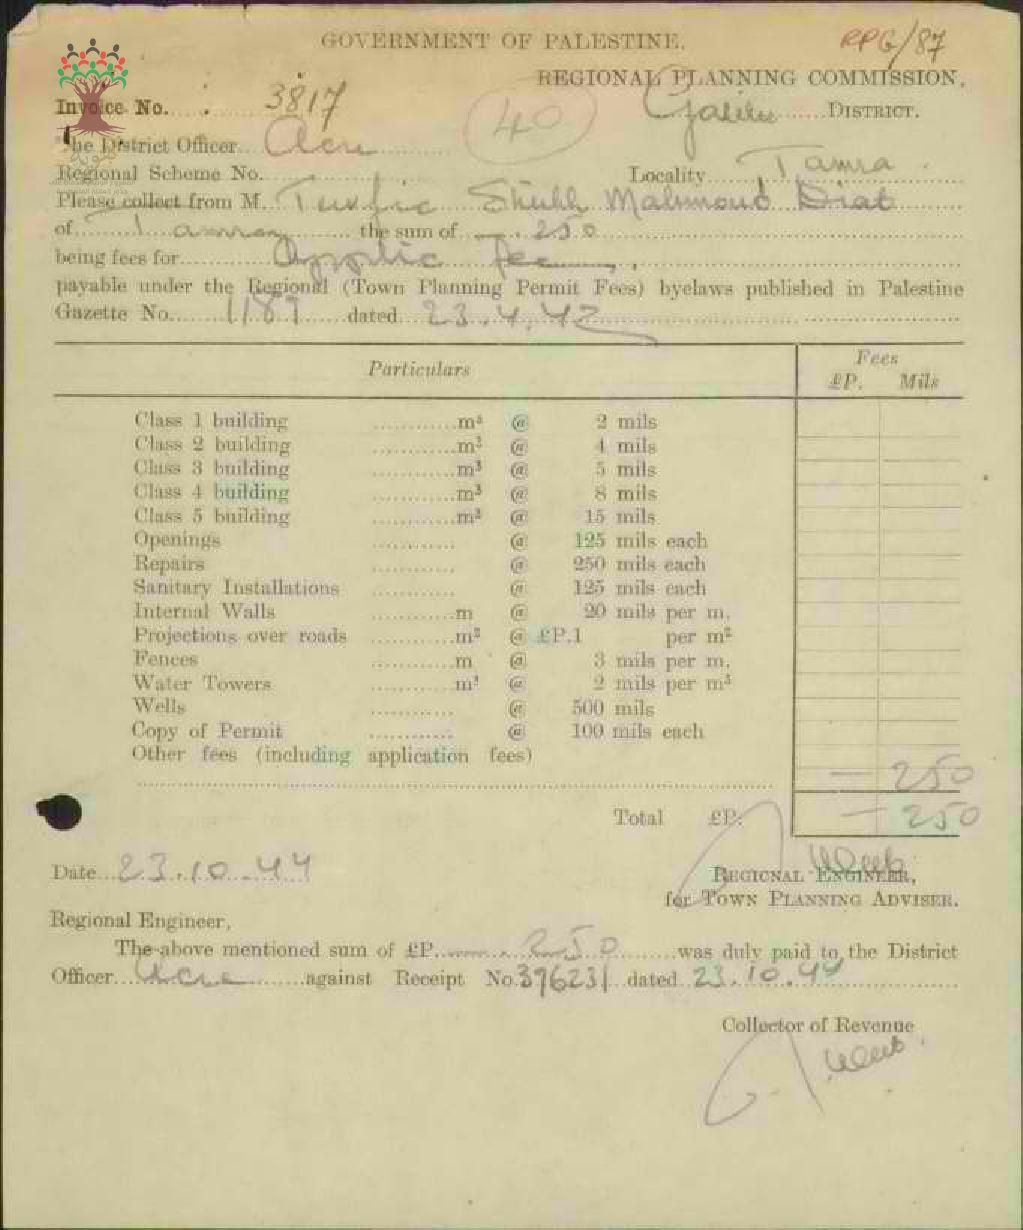 GOVERNMENT OF PALESTINE.
RPG/87
REGIONAL PLANNING COMMISSION,
Invoice No. 3817
40
Galilee DISTRICT.
The District Officer Acre
Regional Scheme No. Locality Tamra
Please collect from M. Tewfic Sheikh Mahmoud Diab
of Tamra the sum of —.250
being fees for Applic fee
payable under the Regional (Town Planning Permit Fees) byelaws published in Palestine
Gazette No. 1189 dated 23.4.42
Particulars Fees
£P. Mils
Class 1 building m³ @ 2 mils
Class 2 building m³ @ 4 mils
Class 3 building m³ @ 5 mils
Class 4 building m³ @ 8 mils
Class 5 building m³ @ 15 mils
Openings @ 125 mils each
Repairs @ 250 mils each
Sanitary Installations @ 125 mils each
Internal Walls m @ 20 mils per m.
Projections over roads m² @ £P.1 per m²
Fences m @ 3 mils per m.
Water Towers m³ @ 2 mils per m³
Wells @ 500 mils
Copy of Permit @ 100 mils each
Other fees (including application fees)
— 250
Total £P. — 250
Date 23.10.44
REGIONAL ENGINEER,
for TOWN PLANNING ADVISER.
Regional Engineer,
The above mentioned sum of £P. —.250 was duly paid to the District
Officer Acre against Receipt No. 396231 dated 23.10.44
Collector of Revenue